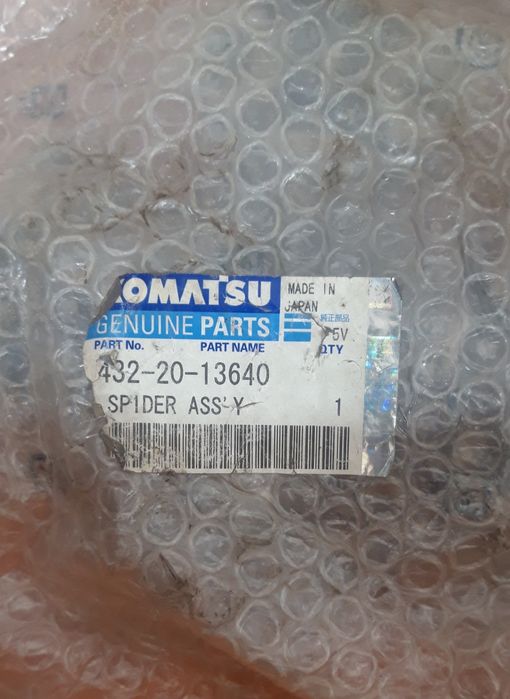 KOMATSU
MADE IN
JAPAN
純正部品
GENUINE PARTS
5V
PART No. PART NAME QTY
432-20-13640
SPIDER ASS'Y 1